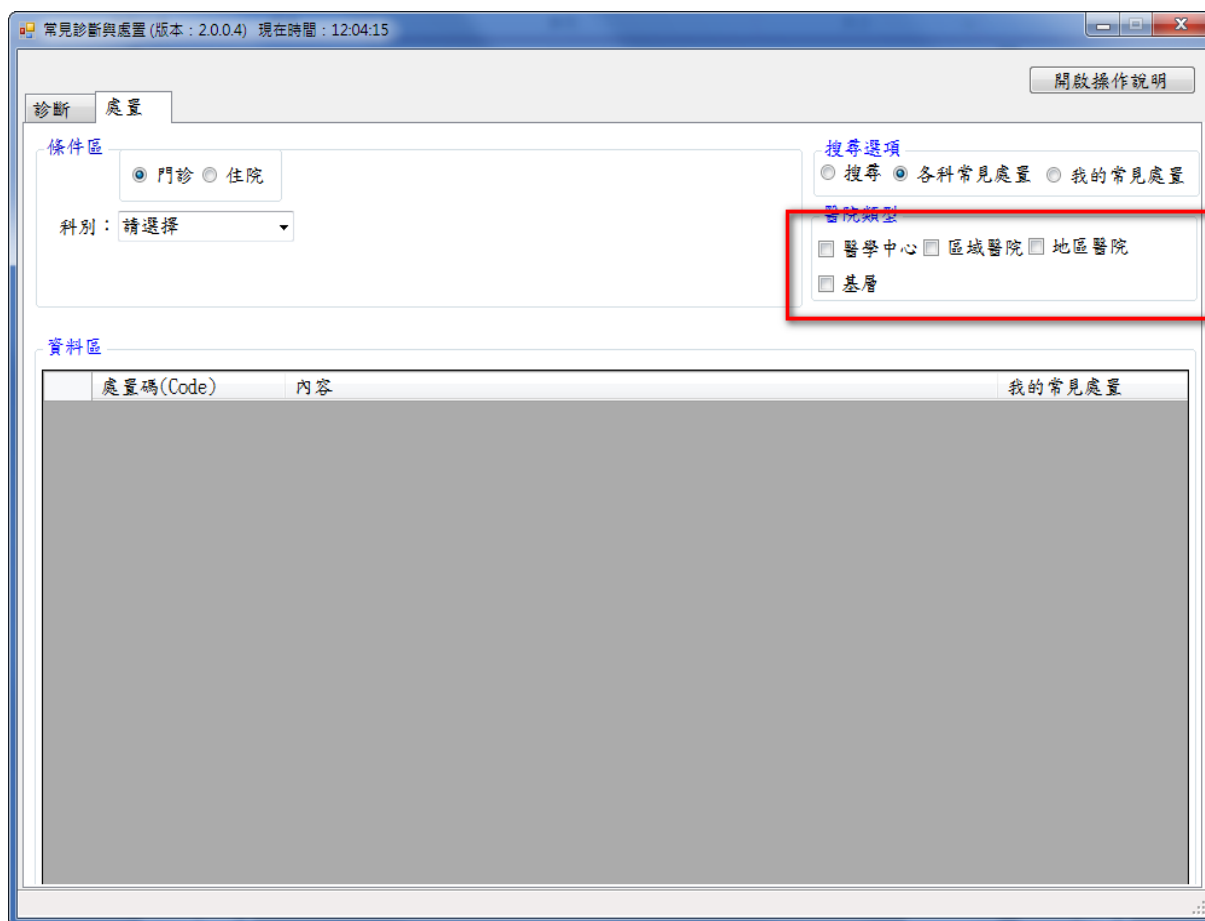 常見診斷與處置 (版本：2.0.0.4) 現在時間：12:04:15
開啟操作說明
診斷 處置
條件區
門診 住院
科別： 請選擇
搜尋選項
搜尋 各科常見處置 我的常見處置
醫院類型
醫學中心 區域醫院 地區醫院
基層
資料區
處置碼(Code) 內容 我的常見處置